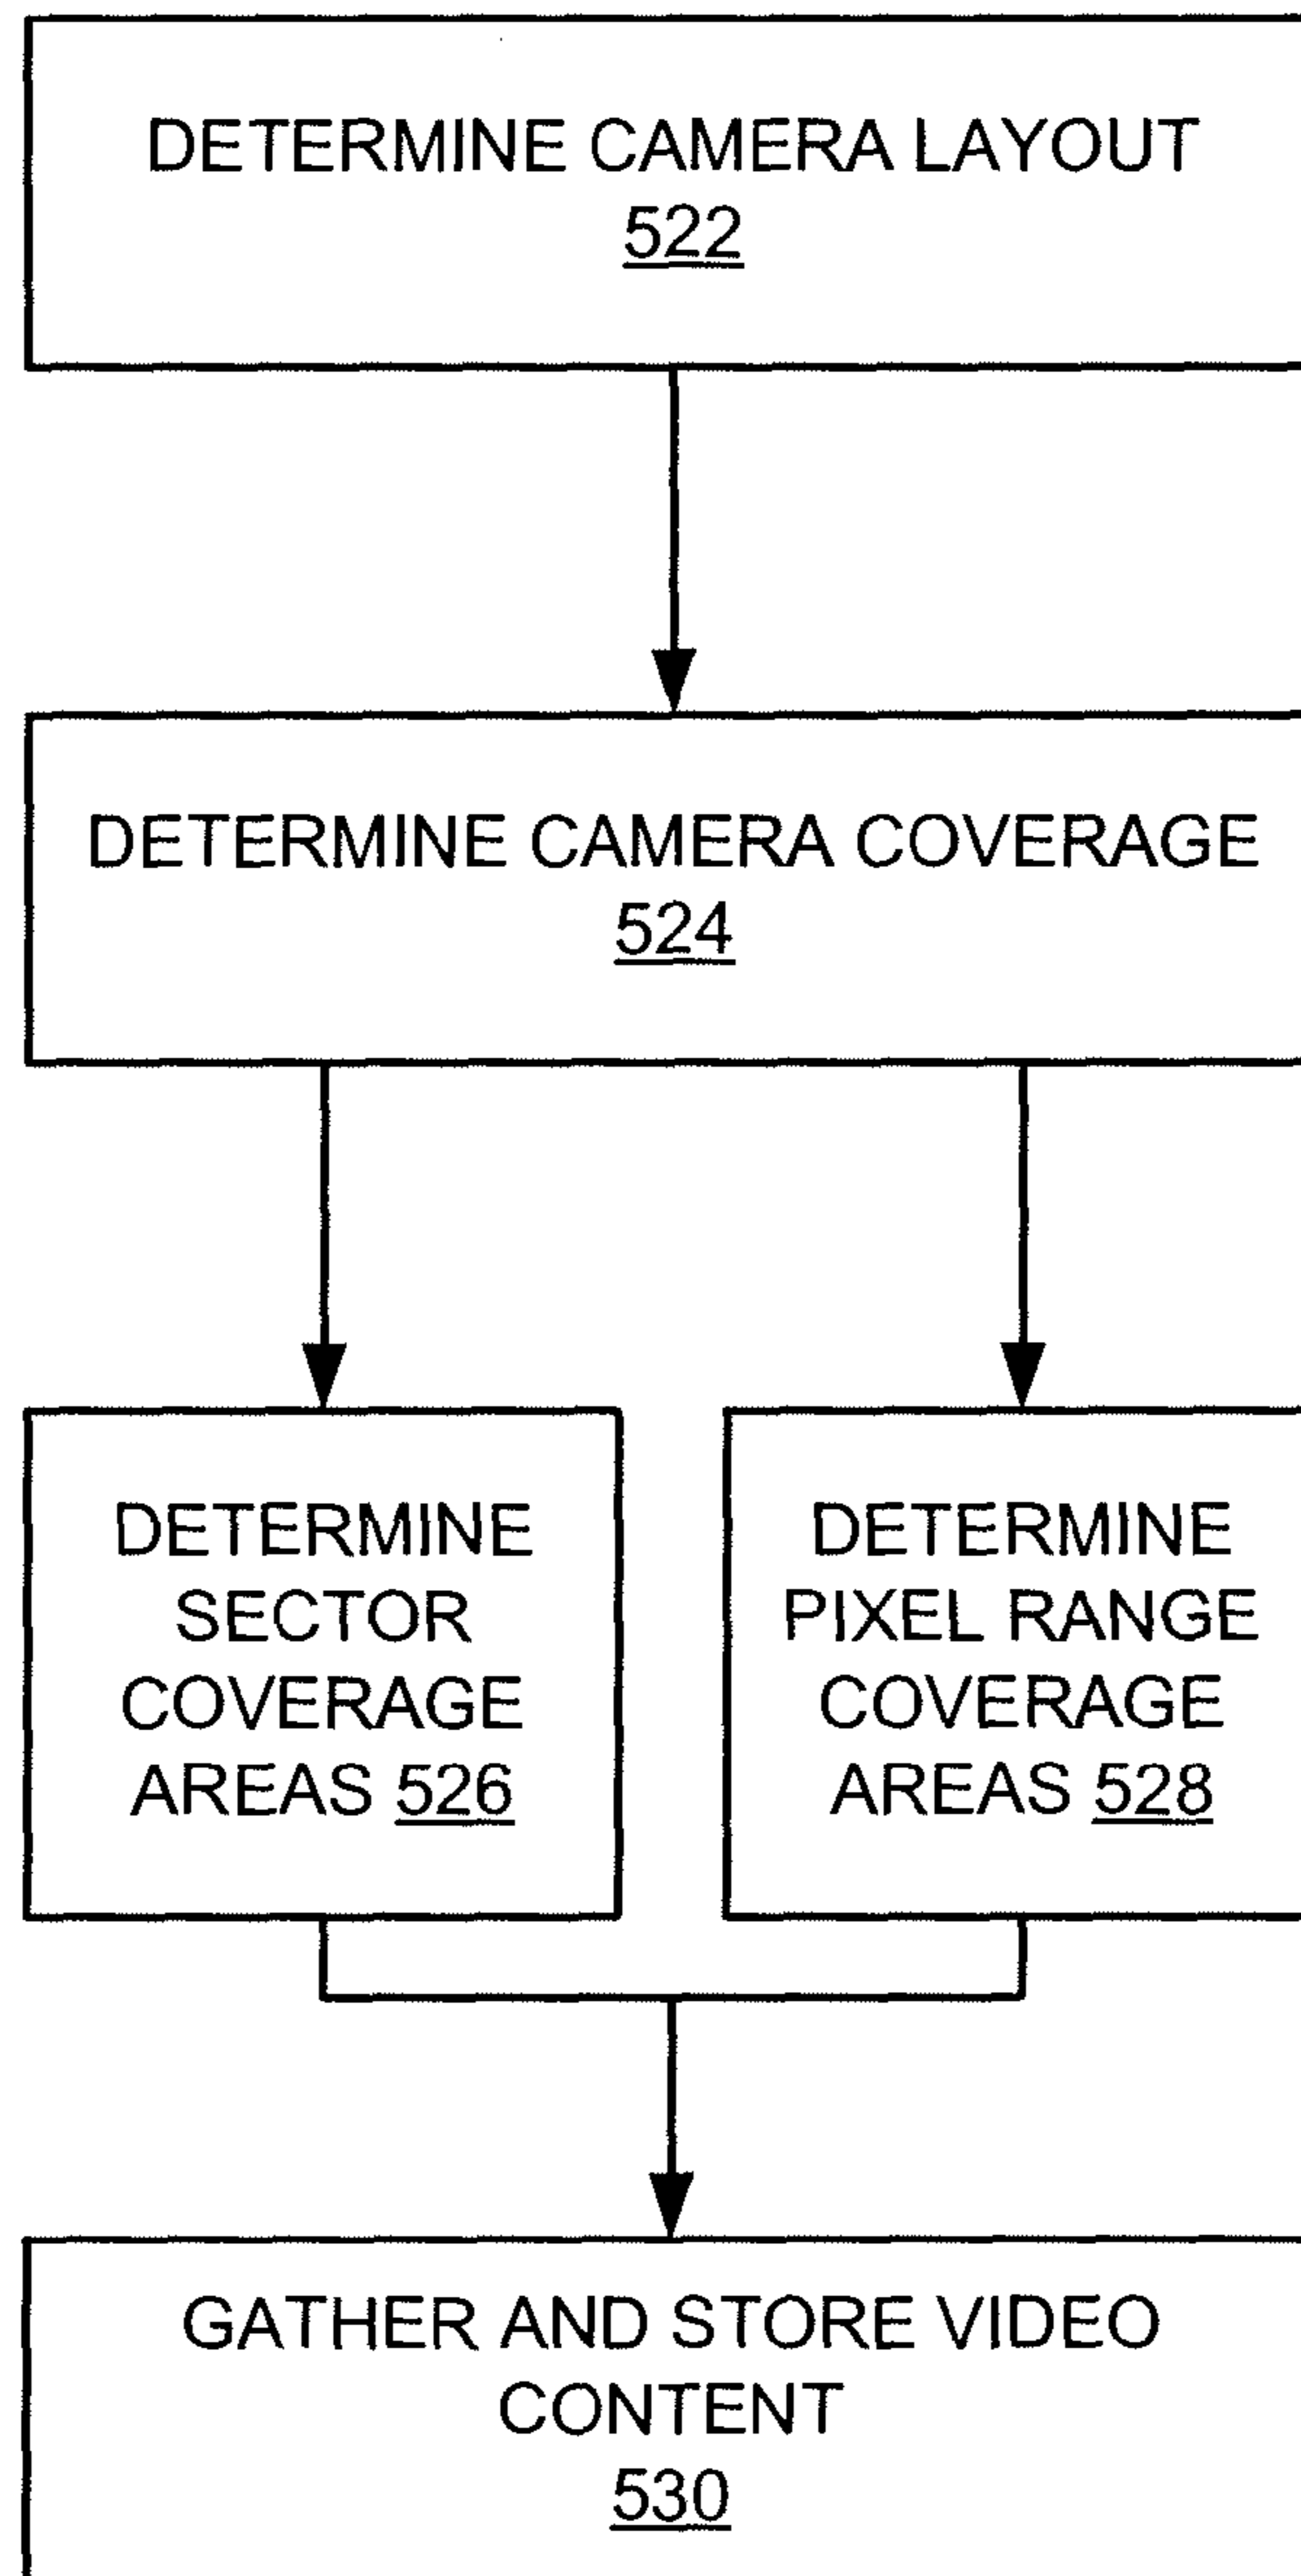 DETERMINE CAMERA LAYOUT
522
DETERMINE CAMERA COVERAGE
524
DETERMINE
SECTOR
COVERAGE
AREAS 526
DETERMINE
PIXEL RANGE
COVERAGE
AREAS 528
GATHER AND STORE VIDEO
CONTENT
530